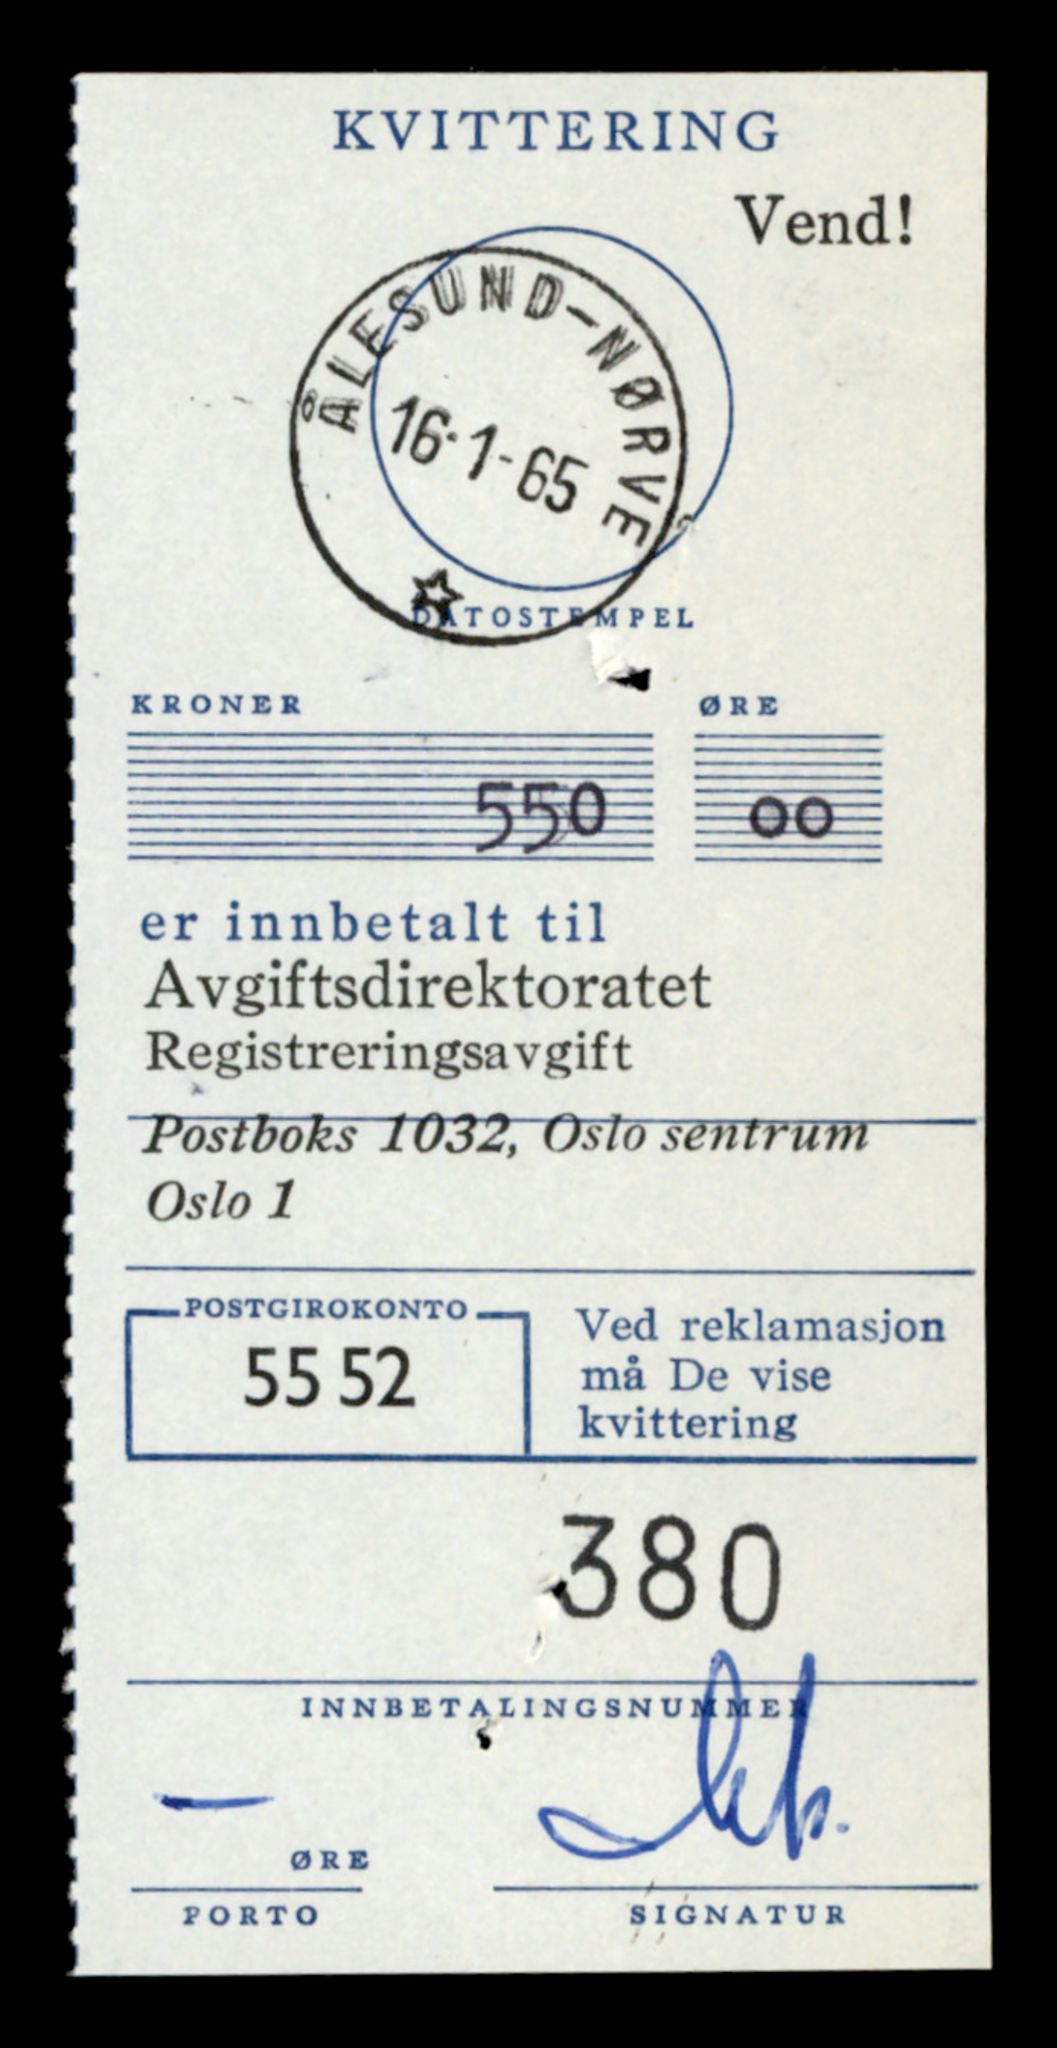 KVITTERING
Vend!
ÅLESUND-NØRVE
16-1-65
DATOSTEMPEL
KRONER ØRE
550 00
er innbetalt til
Avgiftsdirektoratet
Registreringsavgift
Postboks 1032, Oslo sentrum
Oslo 1
POSTGIROKONTO
55 52
Ved reklamasjon
må De vise
kvittering
380
INNBETALINGSNUMMER
—
ØRE
PORTO
SIGNATUR